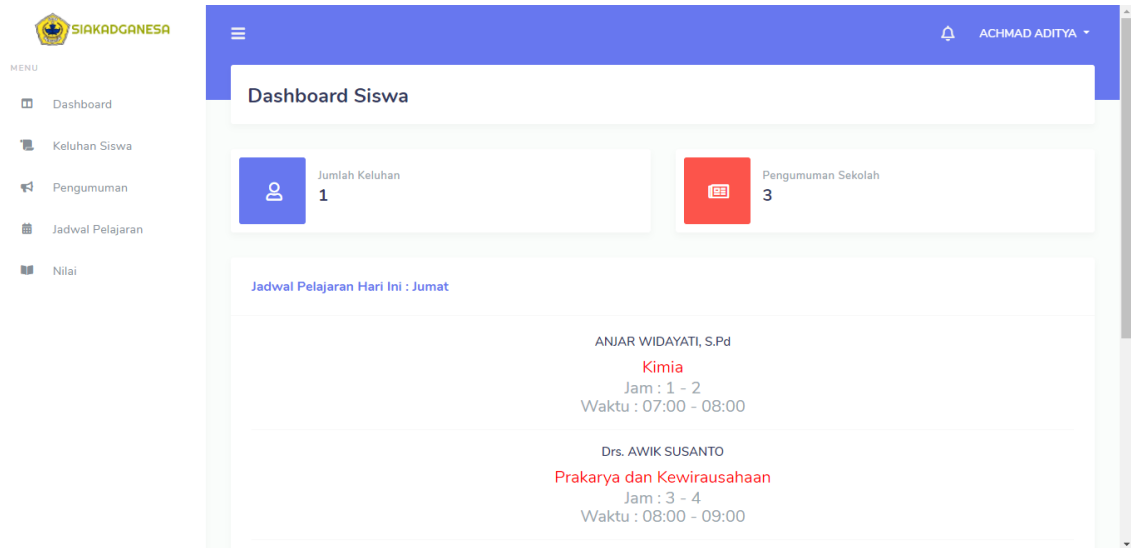 SIAKADGANESA
MENU
Dashboard
Keluhan Siswa
Pengumuman
Jadwal Pelajaran
Nilai
ACHMAD ADITYA
Dashboard Siswa
Jumlah Keluhan
1
Pengumuman Sekolah
3
Jadwal Pelajaran Hari Ini : Jumat
ANJAR WIDAYATI, S.Pd
Kimia
Jam : 1 - 2
Waktu : 07:00 - 08:00
Drs. AWIK SUSANTO
Prakarya dan Kewirausahaan
Jam : 3 - 4
Waktu : 08:00 - 09:00